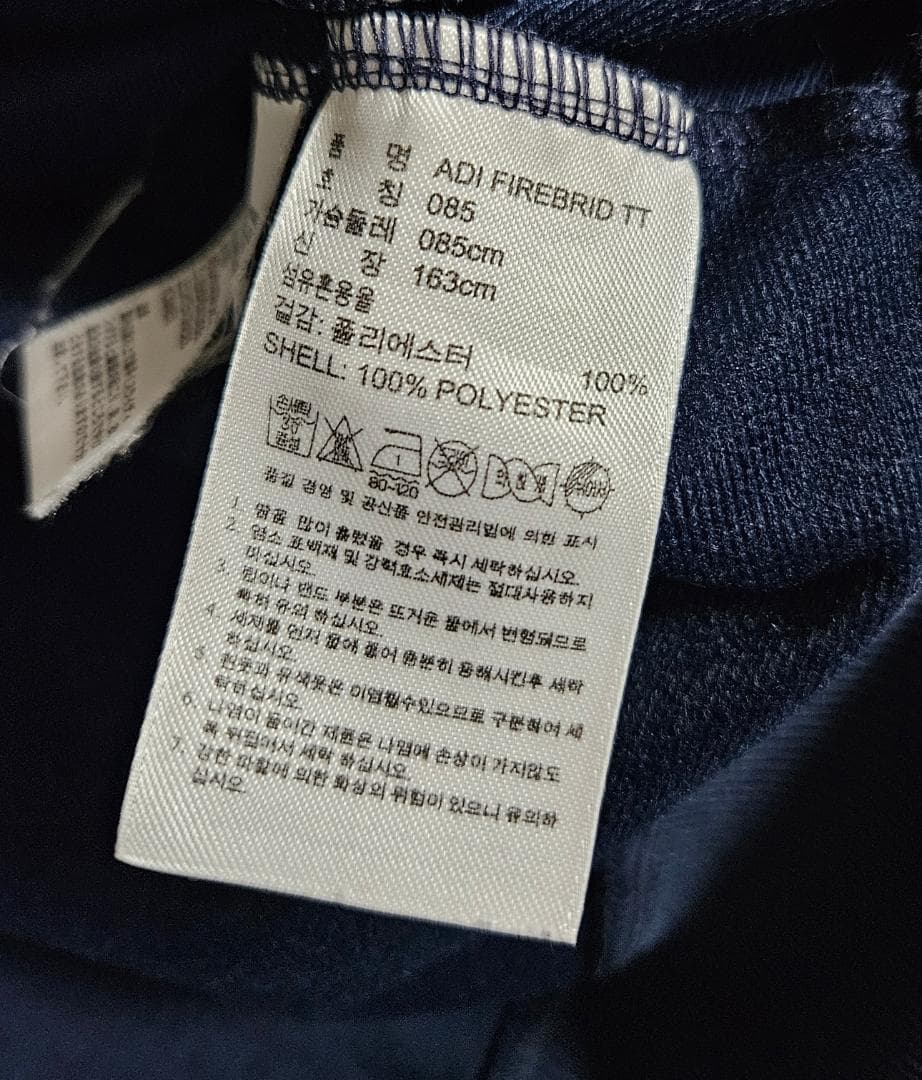 품 명 ADI FIREBRID TT
호 칭 085
가슴둘레 085cm
신 장 163cm
섬유혼용율
겉감: 폴리에스터 100%
SHELL: 100% POLYESTER
손세탁 30 중성
80~120
품질 경영 및 공산품 안전관리법에 의한 표시
1. 땀을 많이 흘렸을 경우 즉시 세탁하십시오.
2. 염소 표백제 및 강력효소세제는 절대사용하지
마십시오.
3. 립이나 밴드 부분은 뜨거운 물에서 변형되므로
특히 유의 하십시오.
4. 세제를 먼저 물에 풀어 충분히 용해시킨후 세탁
하십시오.
5. 흰옷과 유색옷은 이염될수있으므로 구분하여 세
탁하십시오.
6. 나염이 들어간 제품은 나염에 손상이 가지않도
록 뒤집어서 세탁 하십시오.
7. 강한 마찰에 의한 화상의 위험이 있으니 유의하
십시오.